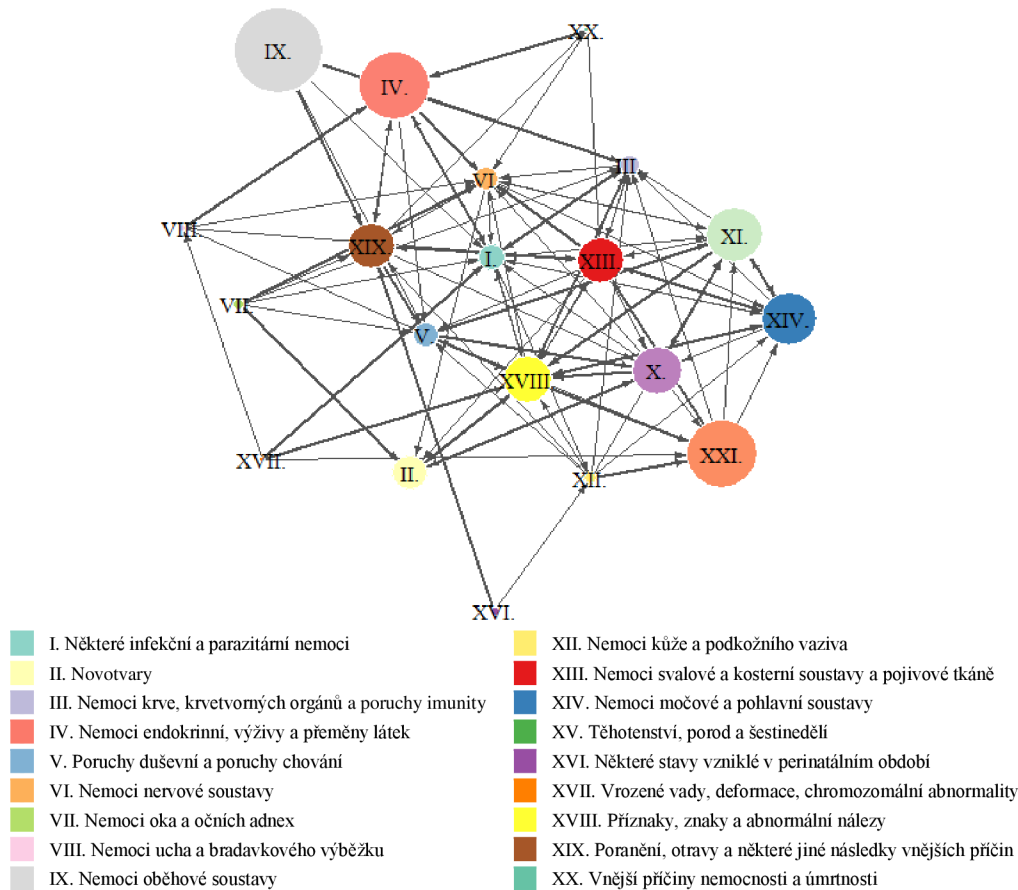 XX.
IX.
IV.
III
VI
VIII.
XI.
XIX.
I.
XIII.
VII.
XIV.
V.
X.
XVIII
XXI.
XVII.
II.
XII.
XVI.
I. Některé infekční a parazitární nemoci
II. Novotvary
III. Nemoci krve, krvetvorných orgánů a poruchy imunity
IV. Nemoci endokrinní, výživy a přeměny látek
V. Poruchy duševní a poruchy chování
VI. Nemoci nervové soustavy
VII. Nemoci oka a očních adnex
VIII. Nemoci ucha a bradavkového výběžku
IX. Nemoci oběhové soustavy
XII. Nemoci kůže a podkožního vaziva
XIII. Nemoci svalové a kosterní soustavy a pojivové tkáně
XIV. Nemoci močové a pohlavní soustavy
XV. Těhotenství, porod a šestinedělí
XVI. Některé stavy vzniklé v perinatálním období
XVII. Vrozené vady, deformace, chromozomální abnormality
XVIII. Příznaky, znaky a abnormální nálezy
XIX. Poranění, otravy a některé jiné následky vnějších příčin
XX. Vnější příčiny nemocnosti a úmrtnosti